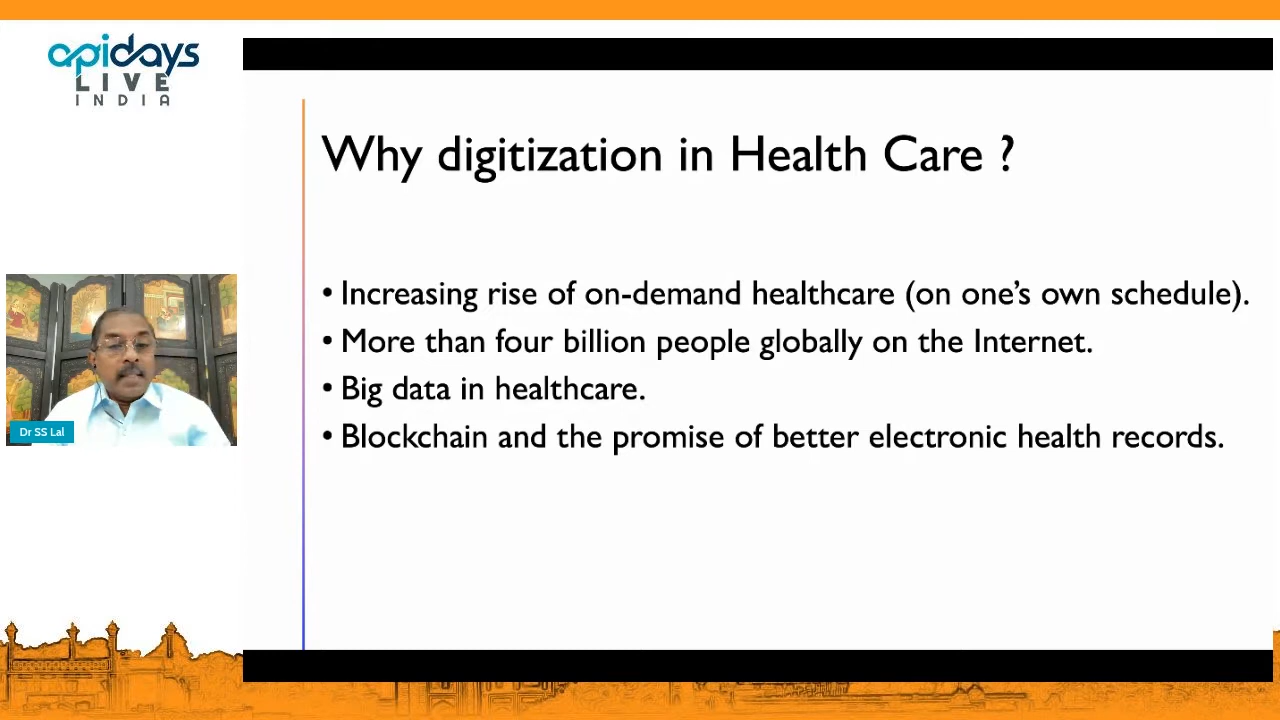 apidays
LIVE
INDIA
Why digitization in Health Care ?
• Increasing rise of on-demand healthcare (on one’s own schedule).
• More than four billion people globally on the Internet.
• Big data in healthcare.
• Blockchain and the promise of better electronic health records.
Dr SS Lal